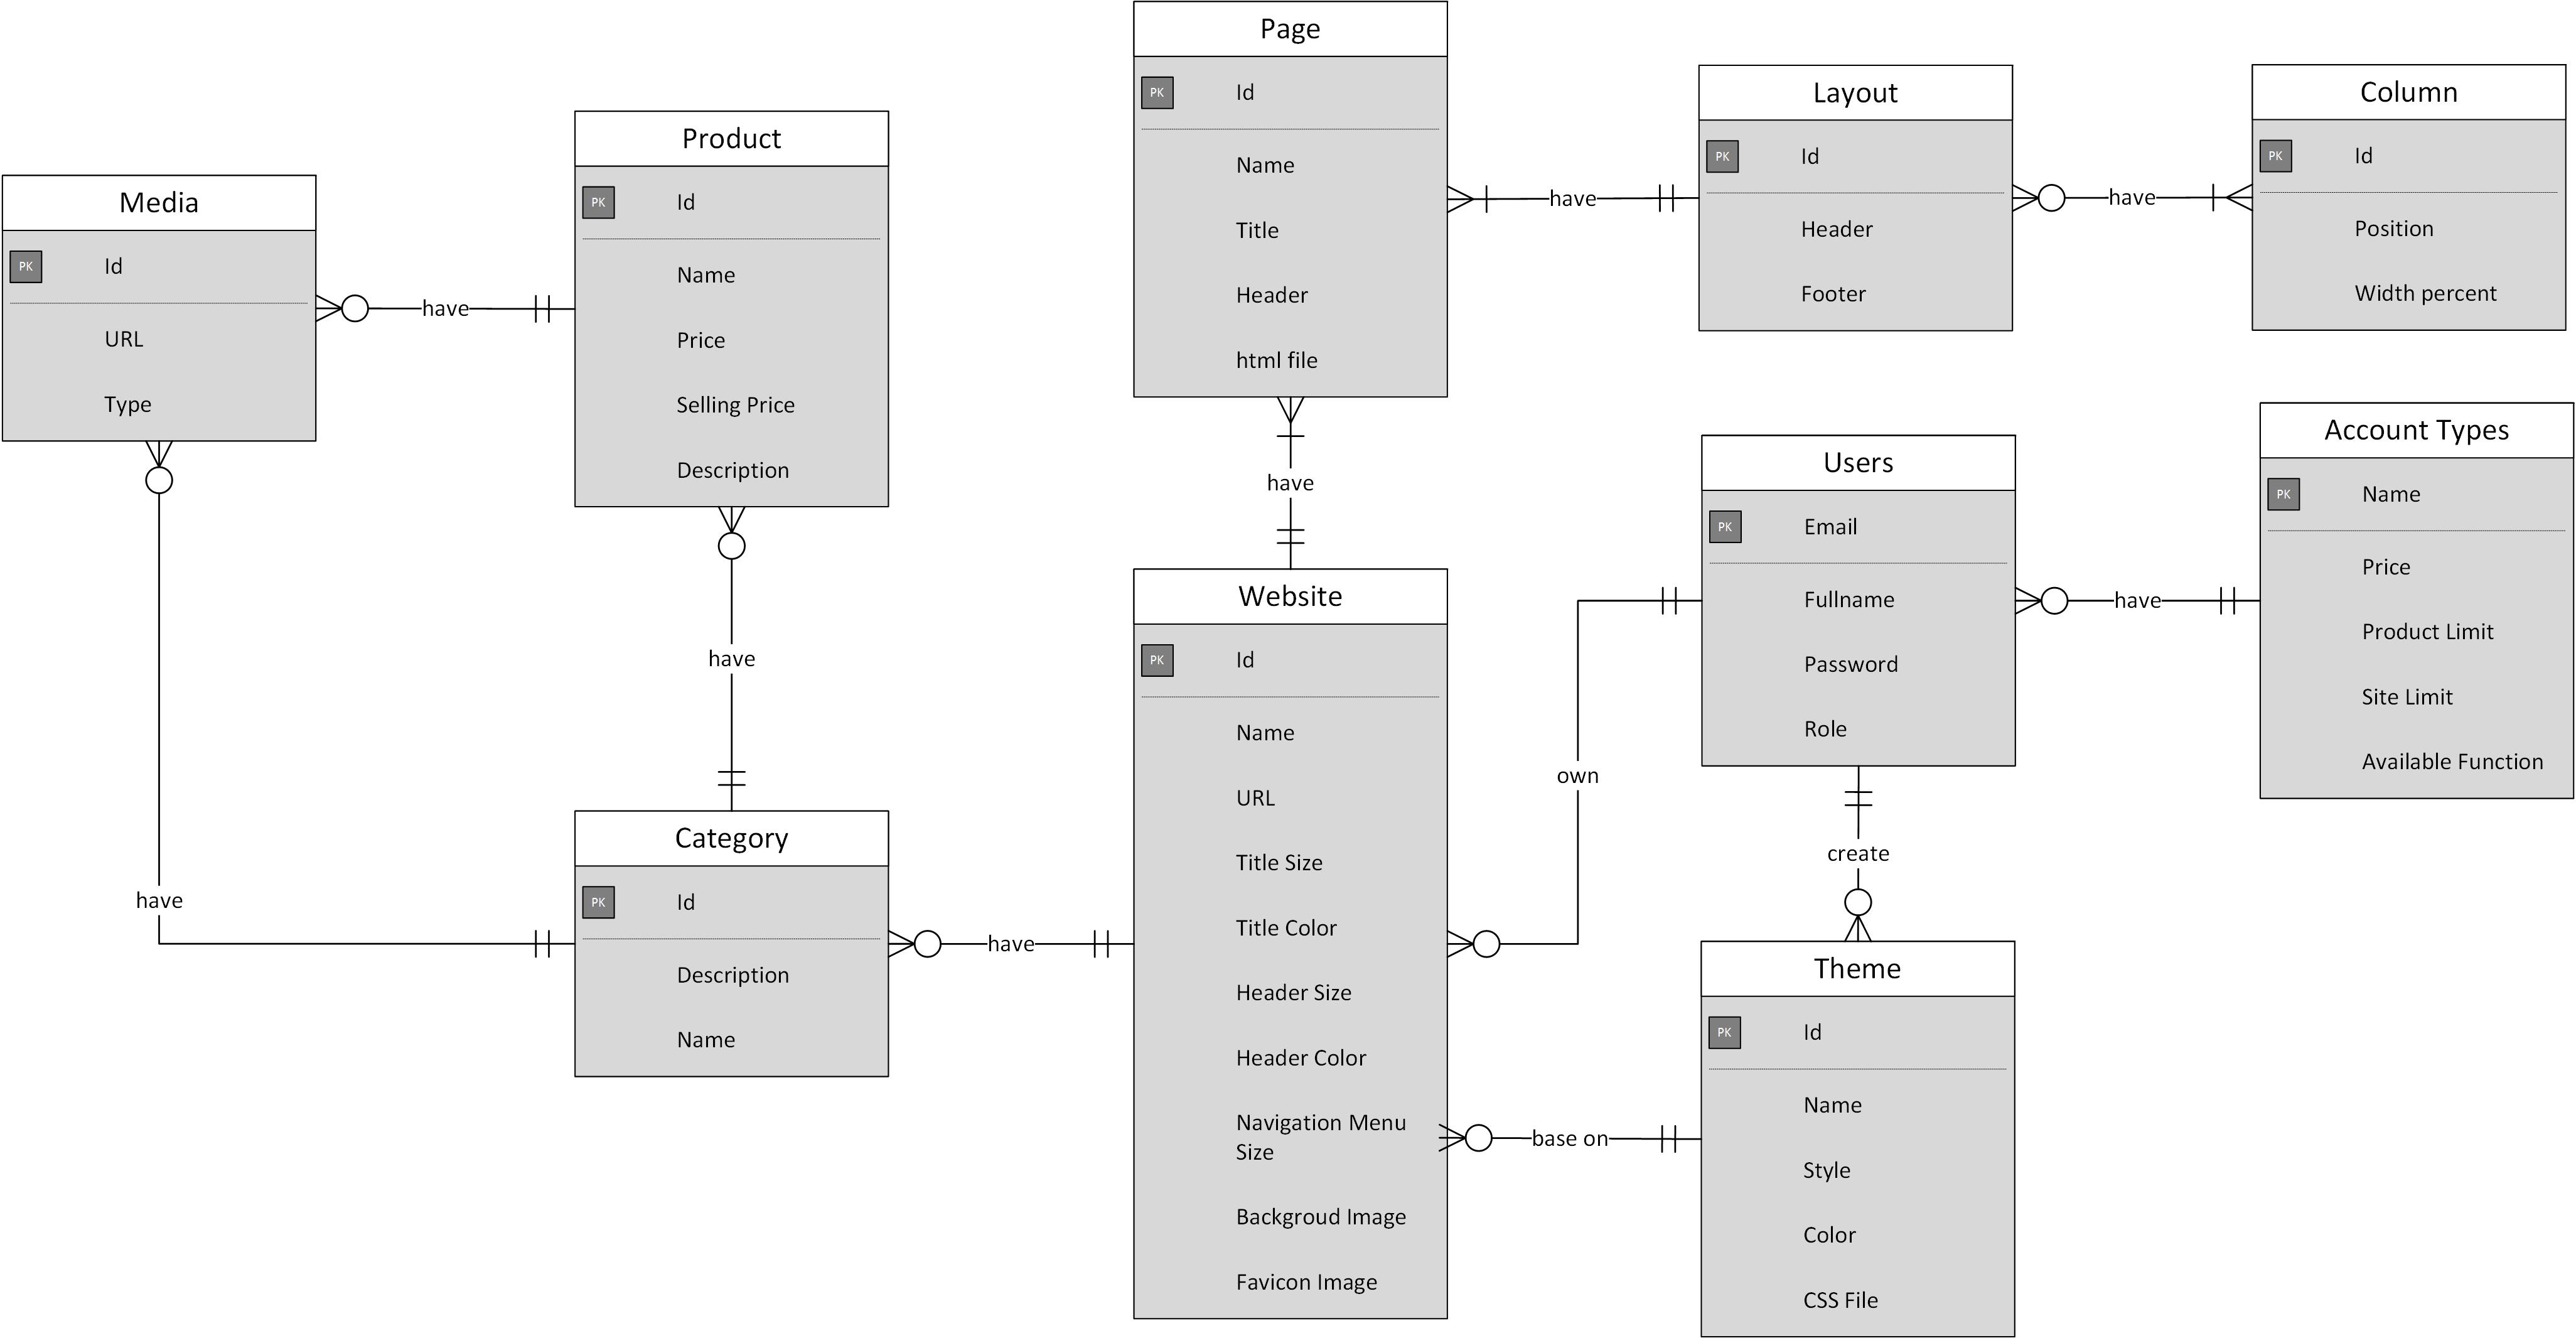 Page
PK
Id
Name
Title
Header
html file
Layout
PK
Id
Header
Footer
Column
PK
Id
Position
Width percent
Product
PK
Id
Name
Price
Selling Price
Description
Media
PK
Id
URL
Type
have
have
have
have
have
Account Types
PK
Name
Price
Product Limit
Site Limit
Available Function
Users
PK
Email
Fullname
Password
Role
have
Website
PK
Id
Name
URL
Title Size
Title Color
Header Size
Header Color
Navigation Menu
Size
Backgroud Image
Favicon Image
own
create
base on
Category
PK
Id
Description
Name
have
have
Theme
PK
Id
Name
Style
Color
CSS File